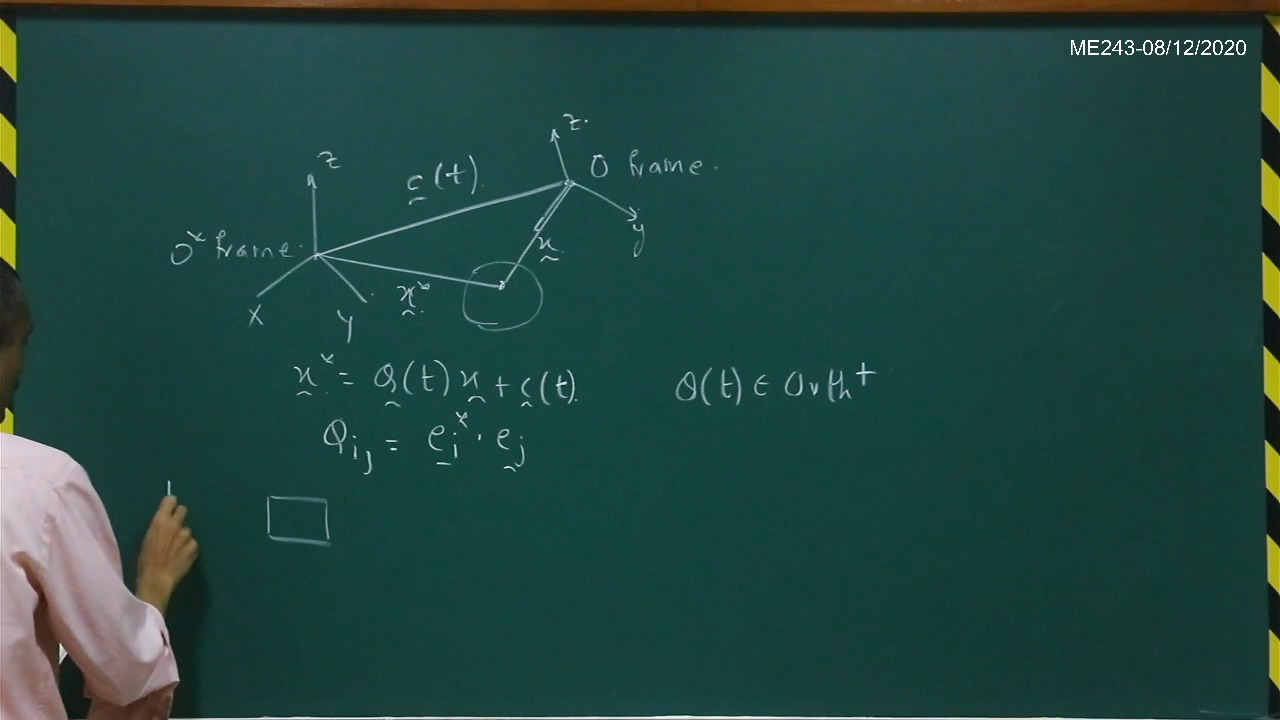 ME243-08/12/2020
z
z.
c(t).
O frame.
O* frame.
y
x
x*
X
y
x* = Q(t)x + c(t).
Q(t) ∈ Orth⁺
Qij = ei* · ej